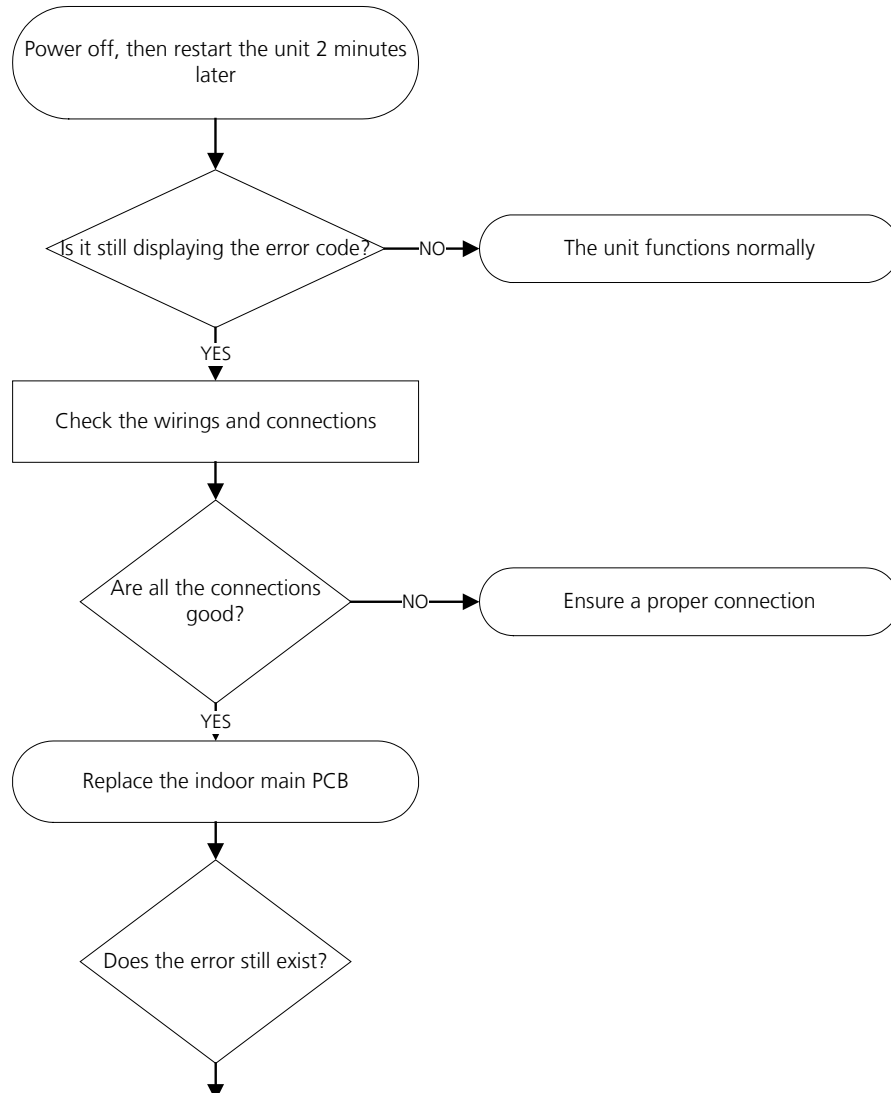 Power off, then restart the unit 2 minutes
later
Is it still displaying the error code?
NO
The unit functions normally
YES
Check the wirings and connections
Are all the connections
good?
NO
Ensure a proper connection
YES
Replace the indoor main PCB
Does the error still exist?